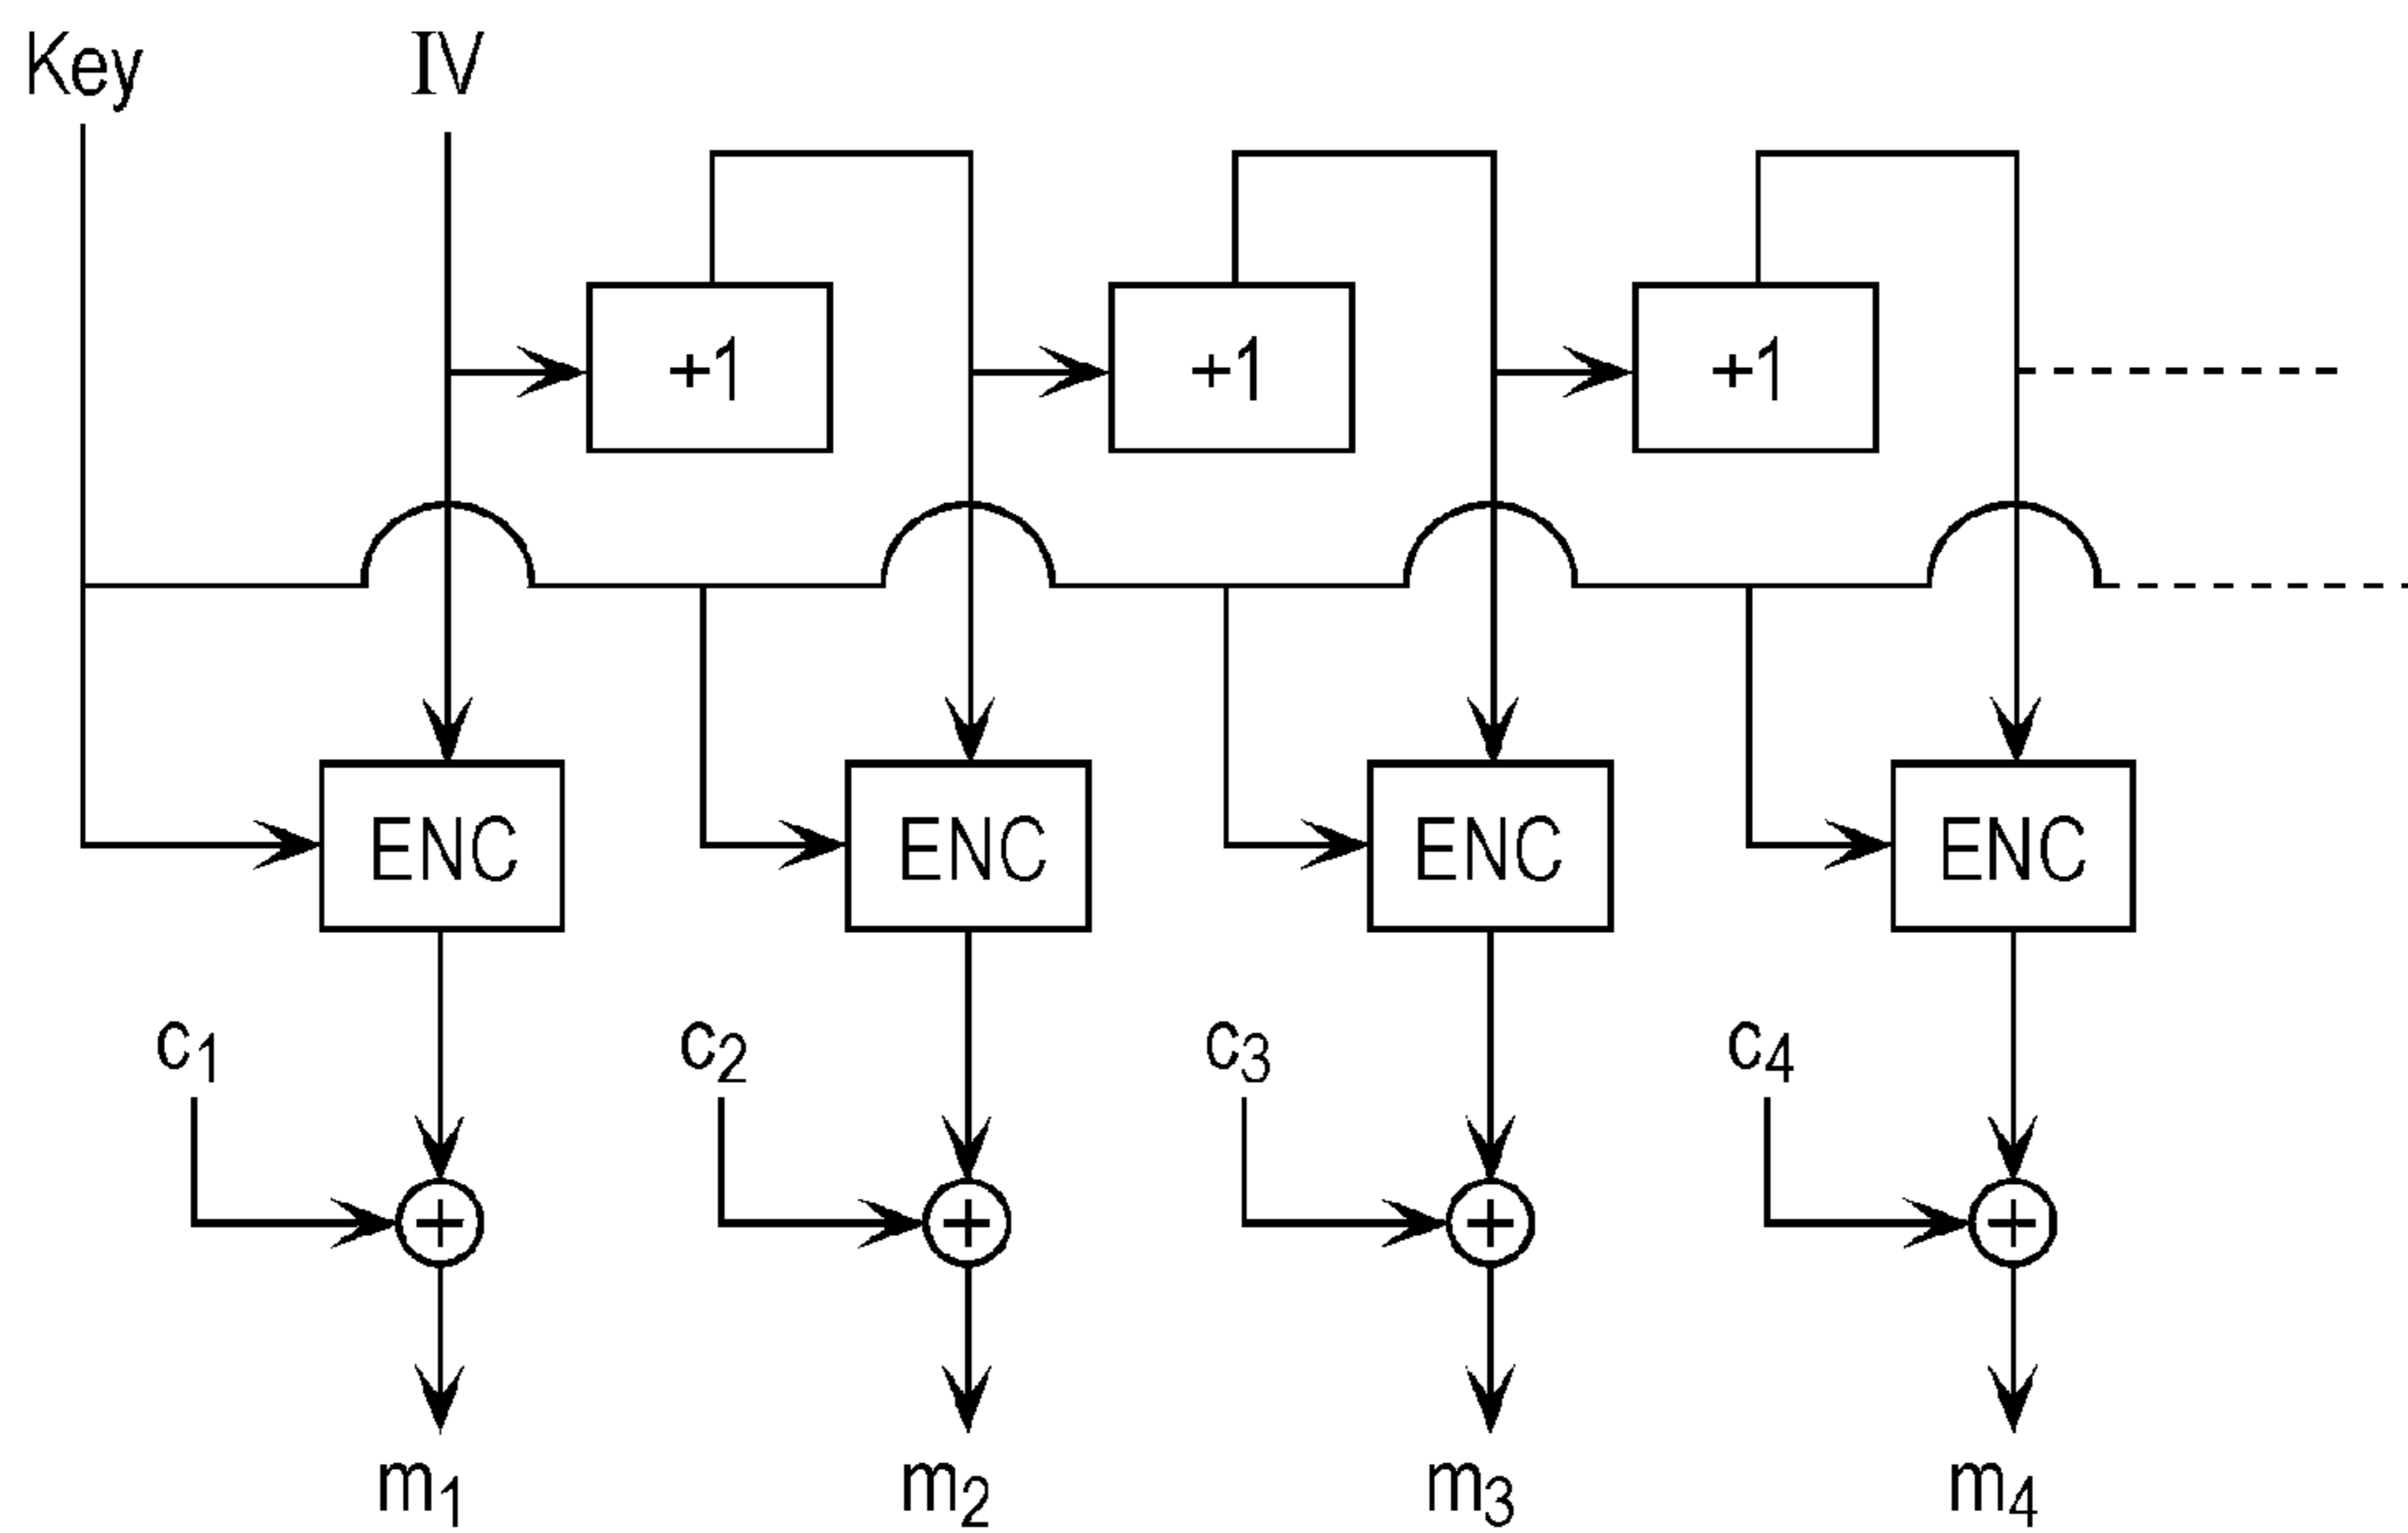 Key IV
+1 +1 +1
ENC ENC ENC ENC
c1 c2 c3 c4
+ + + +
m1 m2 m3 m4